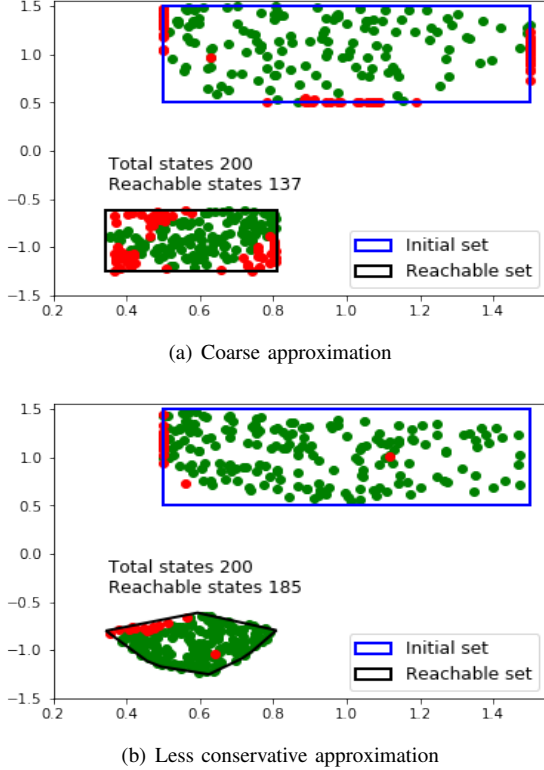 1.5
1.0
0.5
0.0
Total states 200
Reachable states 137
−0.5
−1.0
Initial set
Reachable set
−1.5
0.2 0.4 0.6 0.8 1.0 1.2 1.4
(a) Coarse approximation
1.5
1.0
0.5
0.0
Total states 200
Reachable states 185
−0.5
−1.0
Initial set
Reachable set
−1.5
0.2 0.4 0.6 0.8 1.0 1.2 1.4
(b) Less conservative approximation